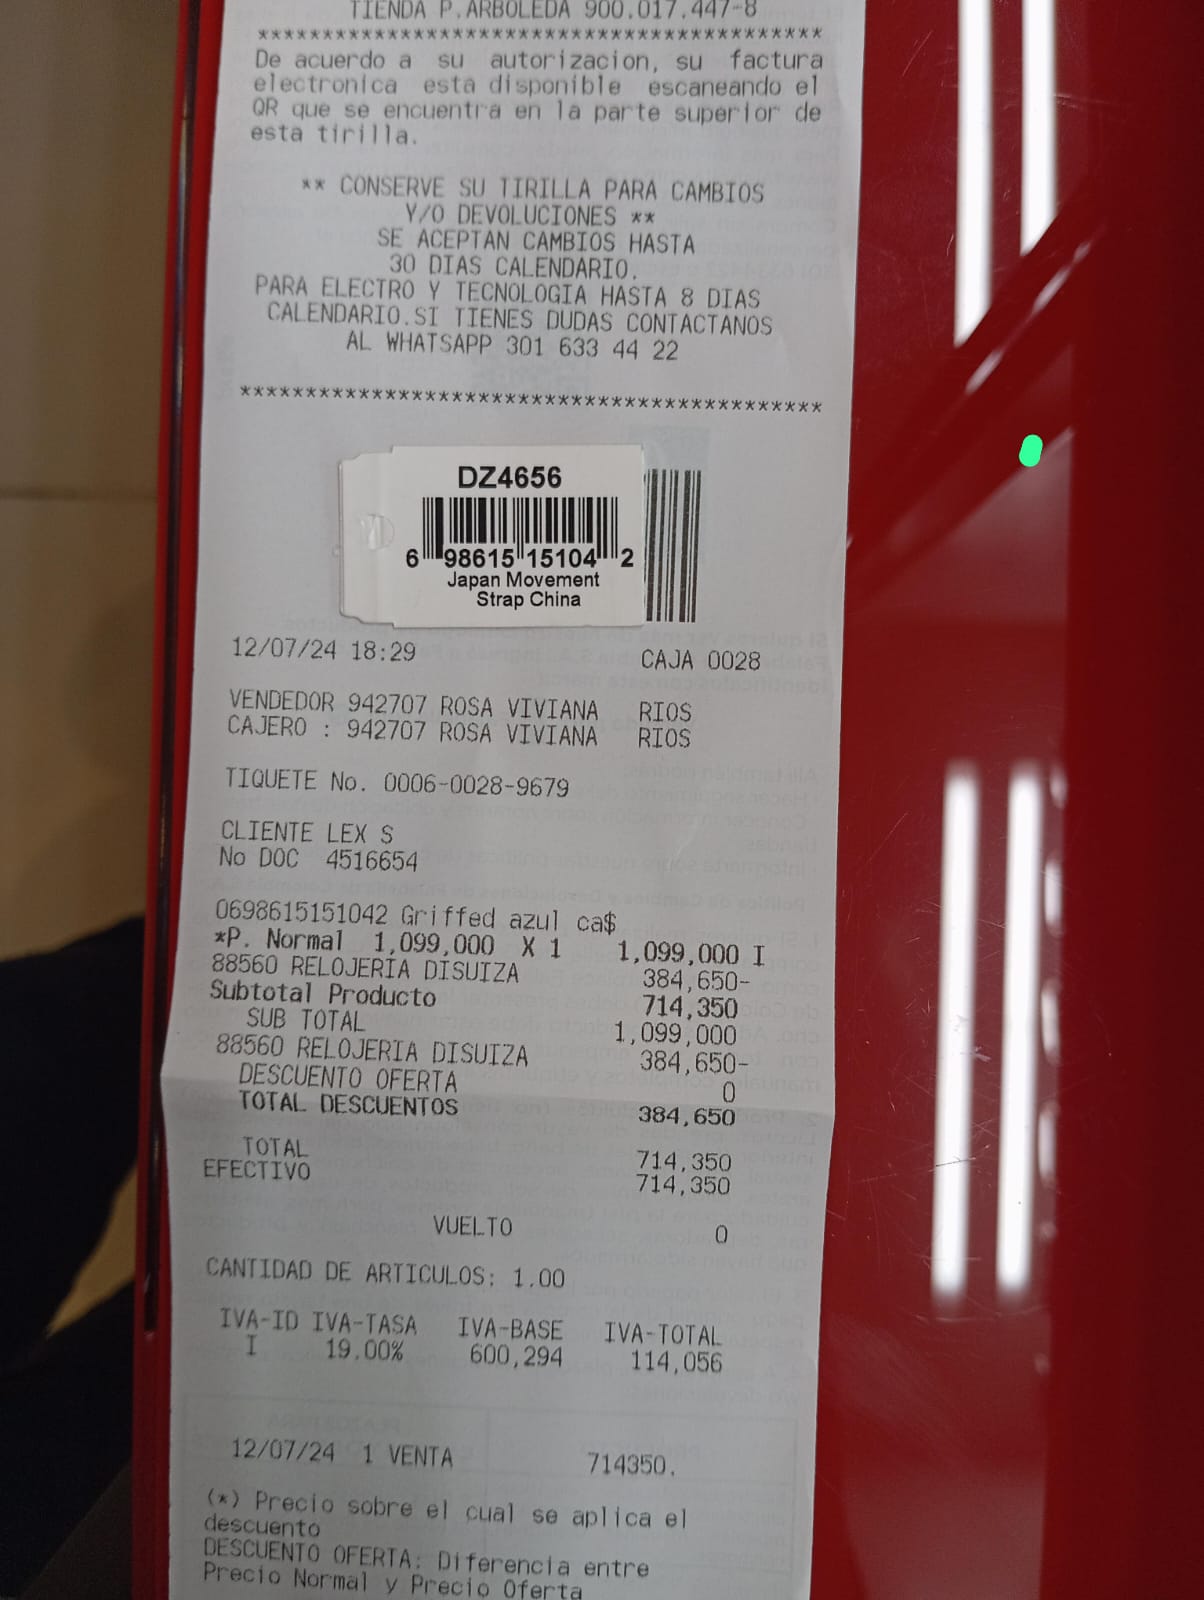 TIENDA P.ARBOLEDA 900.017.447-8
*******************************************
De acuerdo a su autorizacion, su factura
electronica esta disponible escaneando el
QR que se encuentra en la parte superior de
esta tirilla.
** CONSERVE SU TIRILLA PARA CAMBIOS
Y/O DEVOLUCIONES **
SE ACEPTAN CAMBIOS HASTA
30 DIAS CALENDARIO.
PARA ELECTRO Y TECNOLOGIA HASTA 8 DIAS
CALENDARIO.SI TIENES DUDAS CONTACTANOS
AL WHATSAPP 301 633 44 22
********************************************
DZ4656
6 98615 15104 2
Japan Movement
Strap China
12/07/24 18:29 CAJA 0028
VENDEDOR 942707 ROSA VIVIANA RIOS
CAJERO : 942707 ROSA VIVIANA RIOS
TIQUETE No. 0006-0028-9679
CLIENTE LEX S
No DOC 4516654
0698615151042 Griffed azul ca$
*P. Normal 1,099,000 X 1 1,099,000 I
88560 RELOJERIA DISUIZA 384,650-
Subtotal Producto 714,350
SUB TOTAL 1,099,000
88560 RELOJERIA DISUIZA 384,650-
DESCUENTO OFERTA 0
TOTAL DESCUENTOS 384,650
TOTAL 714,350
EFECTIVO 714,350
VUELTO 0
CANTIDAD DE ARTICULOS: 1.00
IVA-ID IVA-TASA IVA-BASE IVA-TOTAL
I 19.00% 600,294 114,056
12/07/24 1 VENTA 714350.
(*) Precio sobre el cual se aplica el
descuento
DESCUENTO OFERTA: Diferencia entre
Precio Normal y Precio Oferta